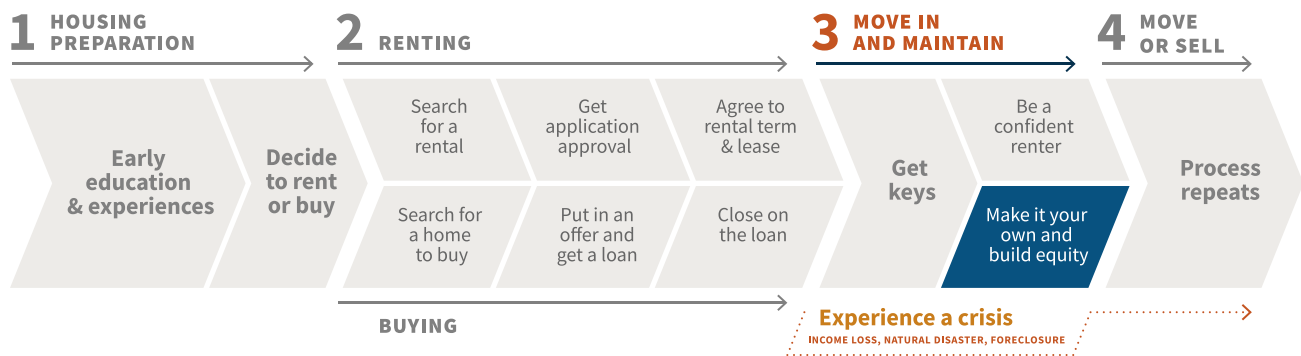 1 HOUSING
PREPARATION
2 RENTING
3 MOVE IN
AND MAINTAIN
4 MOVE
OR SELL
Early
education
& experiences
Decide
to rent
or buy
Search
for a
rental
Get
application
approval
Agree to
rental term
& lease
Search for
a home
to buy
Put in an
offer and
get a loan
Close on
the loan
Get
keys
Be a
confident
renter
Make it your
own and
build equity
Process
repeats
BUYING
Experience a crisis
INCOME LOSS, NATURAL DISASTER, FORECLOSURE